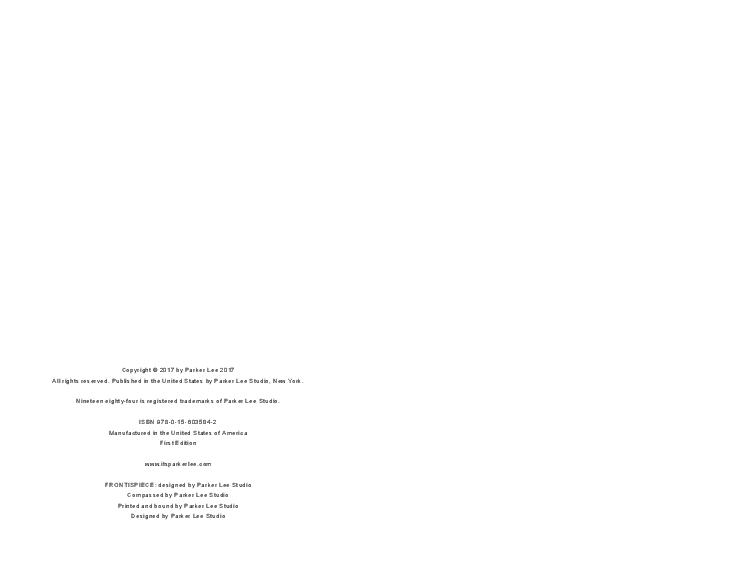 Copyright © 2017 by Parker Lee 2017
All rights reserved. Published in the United States by Parker Lee Studio, New York.
Nineteen eighty-four is registered trademarks of Parker Lee Studio.
ISBN 978-0-15-603584-2
Manufactured in the United States of America
First Edition
www.itsparkerlee.com
FRONTISPIECE: designed by Parker Lee Studio
Compassed by Parker Lee Studio
Printed and bound by Parker Lee Studio
Designed by Parker Lee Studio